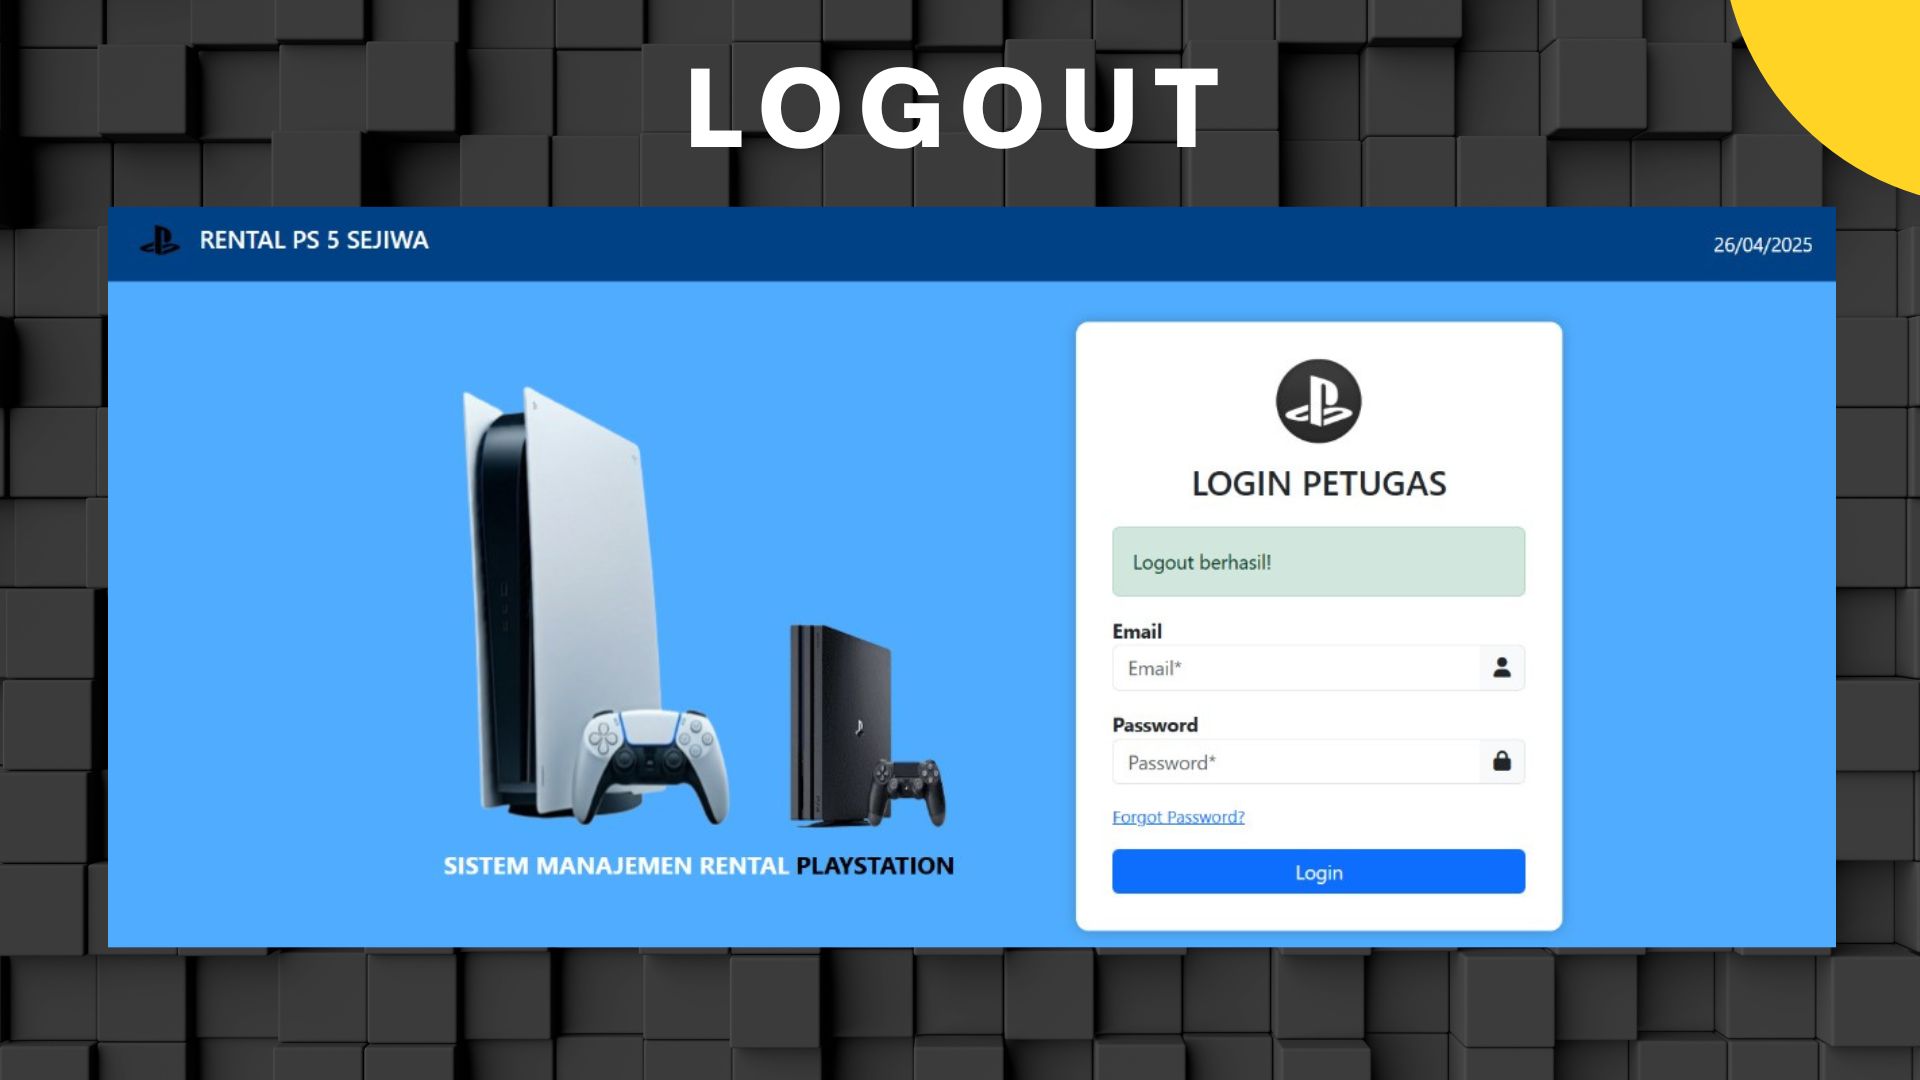 LOGOUT
RENTAL PS 5 SEJIWA
26/04/2025
LOGIN PETUGAS
Logout berhasil!
Email
Email*
Password
Password*
Forgot Password?
Login
SISTEM MANAJEMEN RENTAL PLAYSTATION